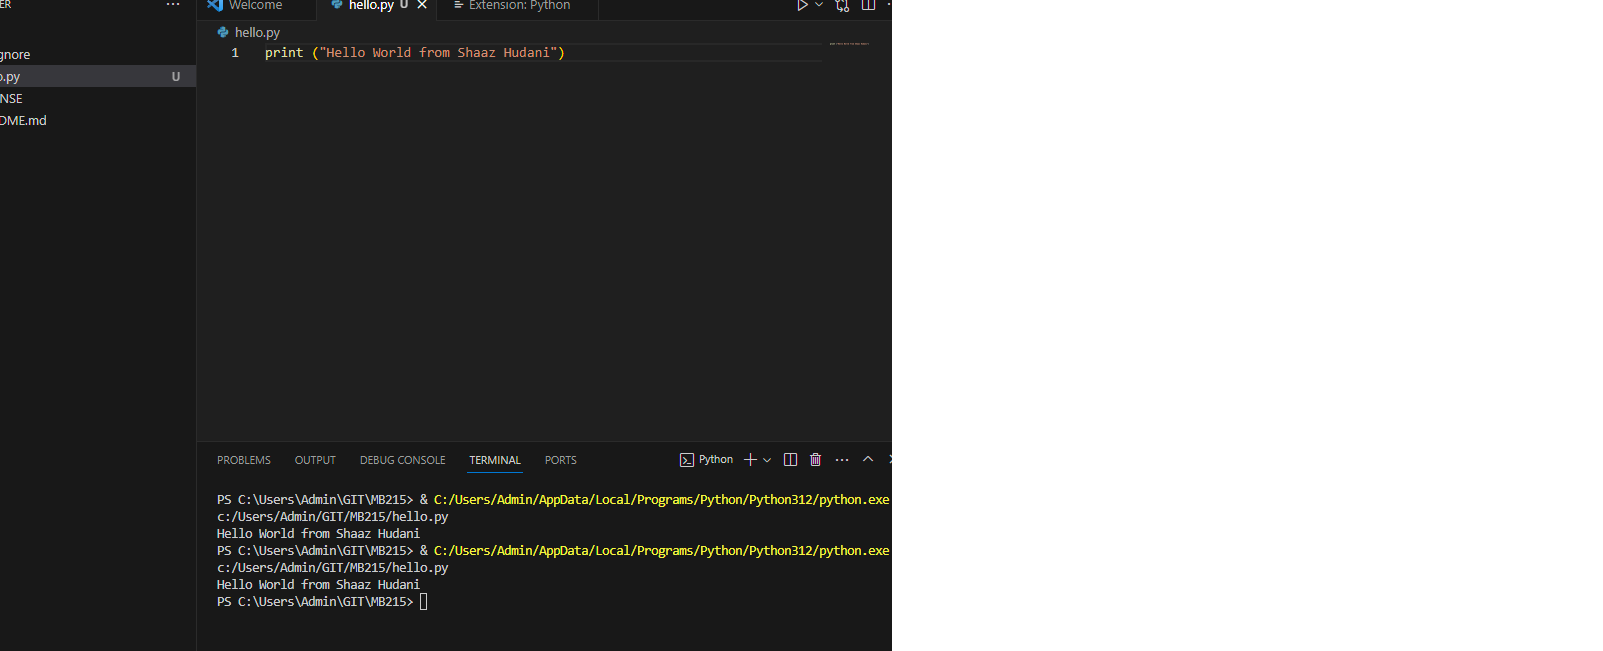 ER ...
Welcome
hello.py U
Extension: Python
gnore
o.py U
NSE
DME.md
hello.py
1 print ("Hello World from Shaaz Hudani")
PROBLEMS OUTPUT DEBUG CONSOLE TERMINAL PORTS Python
PS C:\Users\Admin\GIT\MB215> & C:/Users/Admin/AppData/Local/Programs/Python/Python312/python.exe
c:/Users/Admin/GIT/MB215/hello.py
Hello World from Shaaz Hudani
PS C:\Users\Admin\GIT\MB215> & C:/Users/Admin/AppData/Local/Programs/Python/Python312/python.exe
c:/Users/Admin/GIT/MB215/hello.py
Hello World from Shaaz Hudani
PS C:\Users\Admin\GIT\MB215>